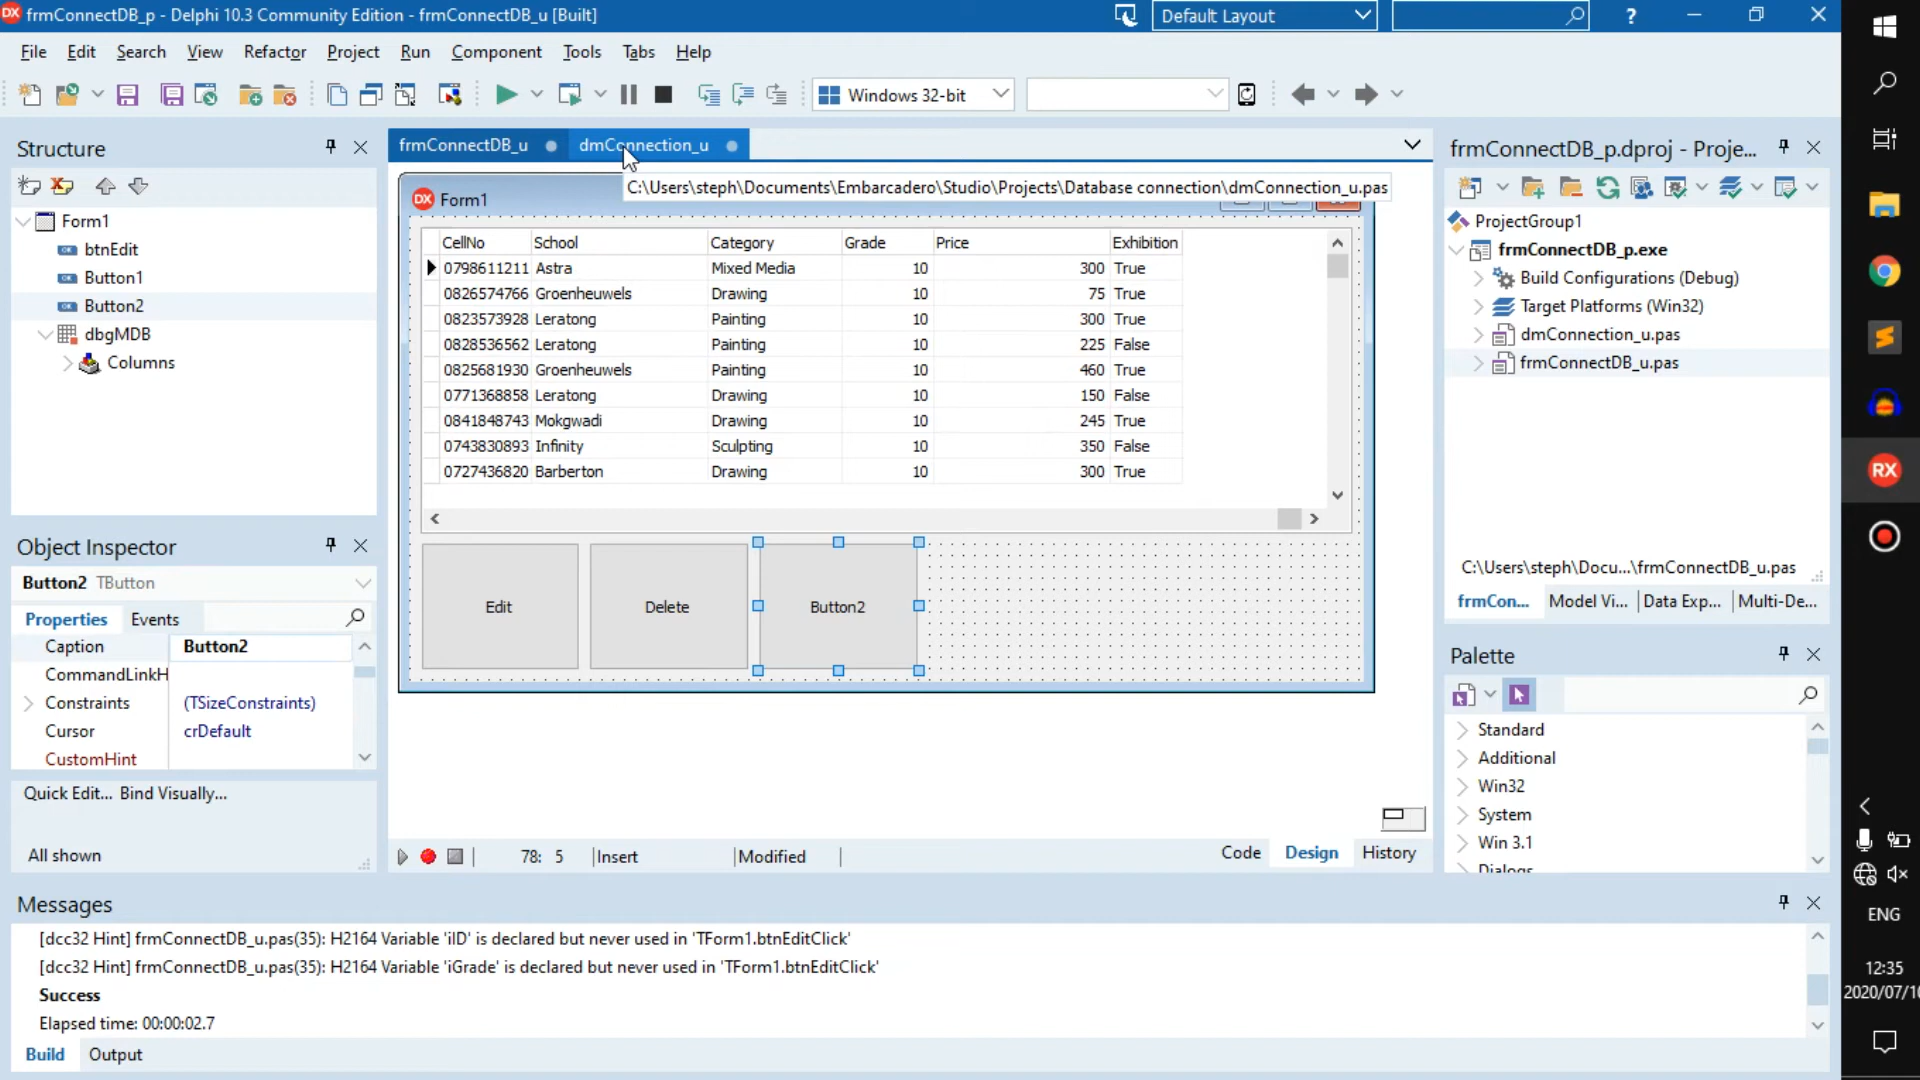 frmConnectDB_p - Delphi 10.3 Community Edition - frmConnectDB_u [Built]
Default Layout
?
File Edit Search View Refactor Project Run Component Tools Tabs Help
Windows 32-bit
Structure
Form1
btnEdit
Button1
Button2
dbgMDB
Columns
Object Inspector
Button2 TButton
Properties Events
Caption Button2
CommandLinkH
Constraints (TSizeConstraints)
Cursor crDefault
CustomHint
Quick Edit... Bind Visually...
All shown
frmConnectDB_u dmConnection_u
C:\Users\steph\Documents\Embarcadero\Studio\Projects\Database connection\dmConnection_u.pas
DX Form1
CellNo School Category Grade Price Exhibition
0798611211 Astra Mixed Media 10 300 True
0826574766 Groenheuwels Drawing 10 75 True
0823573928 Leratong Painting 10 300 True
0828536562 Leratong Painting 10 225 False
0825681930 Groenheuwels Painting 10 460 True
0771368858 Leratong Drawing 10 150 False
0841848743 Mokgwadi Drawing 10 245 True
0743830893 Infinity Sculpting 10 350 False
0727436820 Barberton Drawing 10 300 True
Edit Delete Button2
78: 5 Insert Modified
Code Design History
frmConnectDB_p.dproj - Proje...
ProjectGroup1
frmConnectDB_p.exe
Build Configurations (Debug)
Target Platforms (Win32)
dmConnection_u.pas
frmConnectDB_u.pas
C:\Users\steph\Docu...\frmConnectDB_u.pas
frmCon... Model Vi... Data Exp... Multi-De...
Palette
Standard
Additional
Win32
System
Win 3.1
Dialogs
Messages
[dcc32 Hint] frmConnectDB_u.pas(35): H2164 Variable 'iID' is declared but never used in 'TForm1.btnEditClick'
[dcc32 Hint] frmConnectDB_u.pas(35): H2164 Variable 'iGrade' is declared but never used in 'TForm1.btnEditClick'
Success
Elapsed time: 00:00:02.7
Build Output
RX
ENG
12:35
2020/07/10